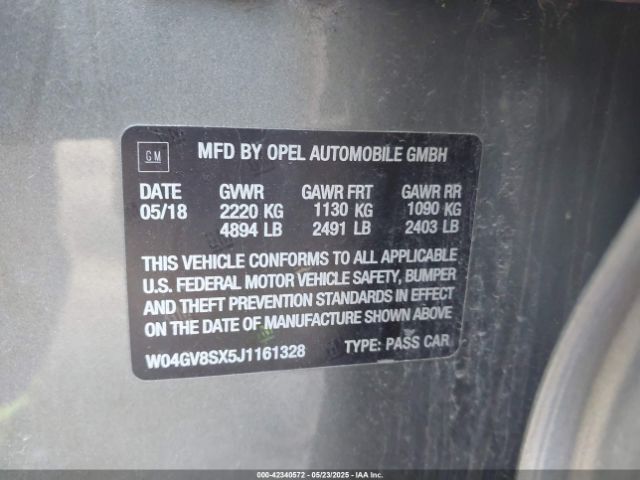 GM
MFD BY OPEL AUTOMOBILE GMBH
DATE GVWR GAWR FRT GAWR RR
05/18 2220 KG 1130 KG 1090 KG
4894 LB 2491 LB 2403 LB
THIS VEHICLE CONFORMS TO ALL APPLICABLE
U.S. FEDERAL MOTOR VEHICLE SAFETY, BUMPER
AND THEFT PREVENTION STANDARDS IN EFFECT
ON THE DATE OF MANUFACTURE SHOWN ABOVE
W04GV8SX5J1161328 TYPE: PASS CAR
000-42340572 — 05/23/2025 — IAA Inc.